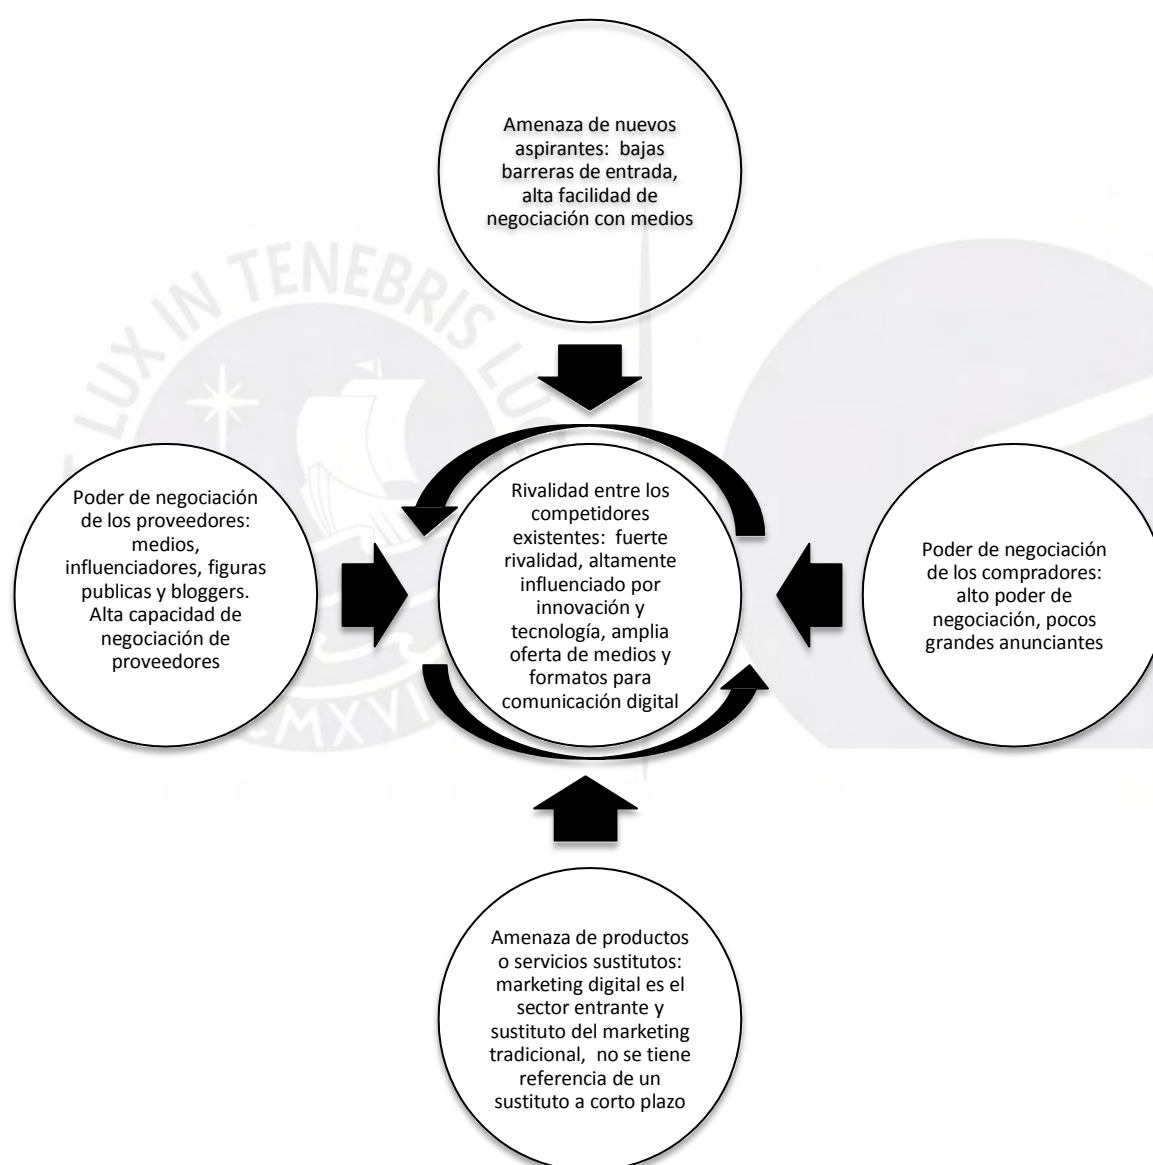 Amenaza de nuevos
aspirantes: bajas
barreras de entrada,
alta facilidad de
negociación con medios
LUX IN TENEBRIS
Poder de negociación
de los proveedores:
medios,
influenciadores, figuras
publicas y bloggers.
Alta capacidad de
negociación de
proveedores
Rivalidad entre los
competidores
existentes: fuerte
rivalidad, altamente
influenciado por
innovación y
tecnología, amplia
oferta de medios y
formatos para
comunicación digital
Poder de negociación
de los compradores:
alto poder de
negociación, pocos
grandes anunciantes
Amenaza de productos
o servicios sustitutos:
marketing digital es el
sector entrante y
sustituto del marketing
tradicional, no se tiene
referencia de un
sustituto a corto plazo